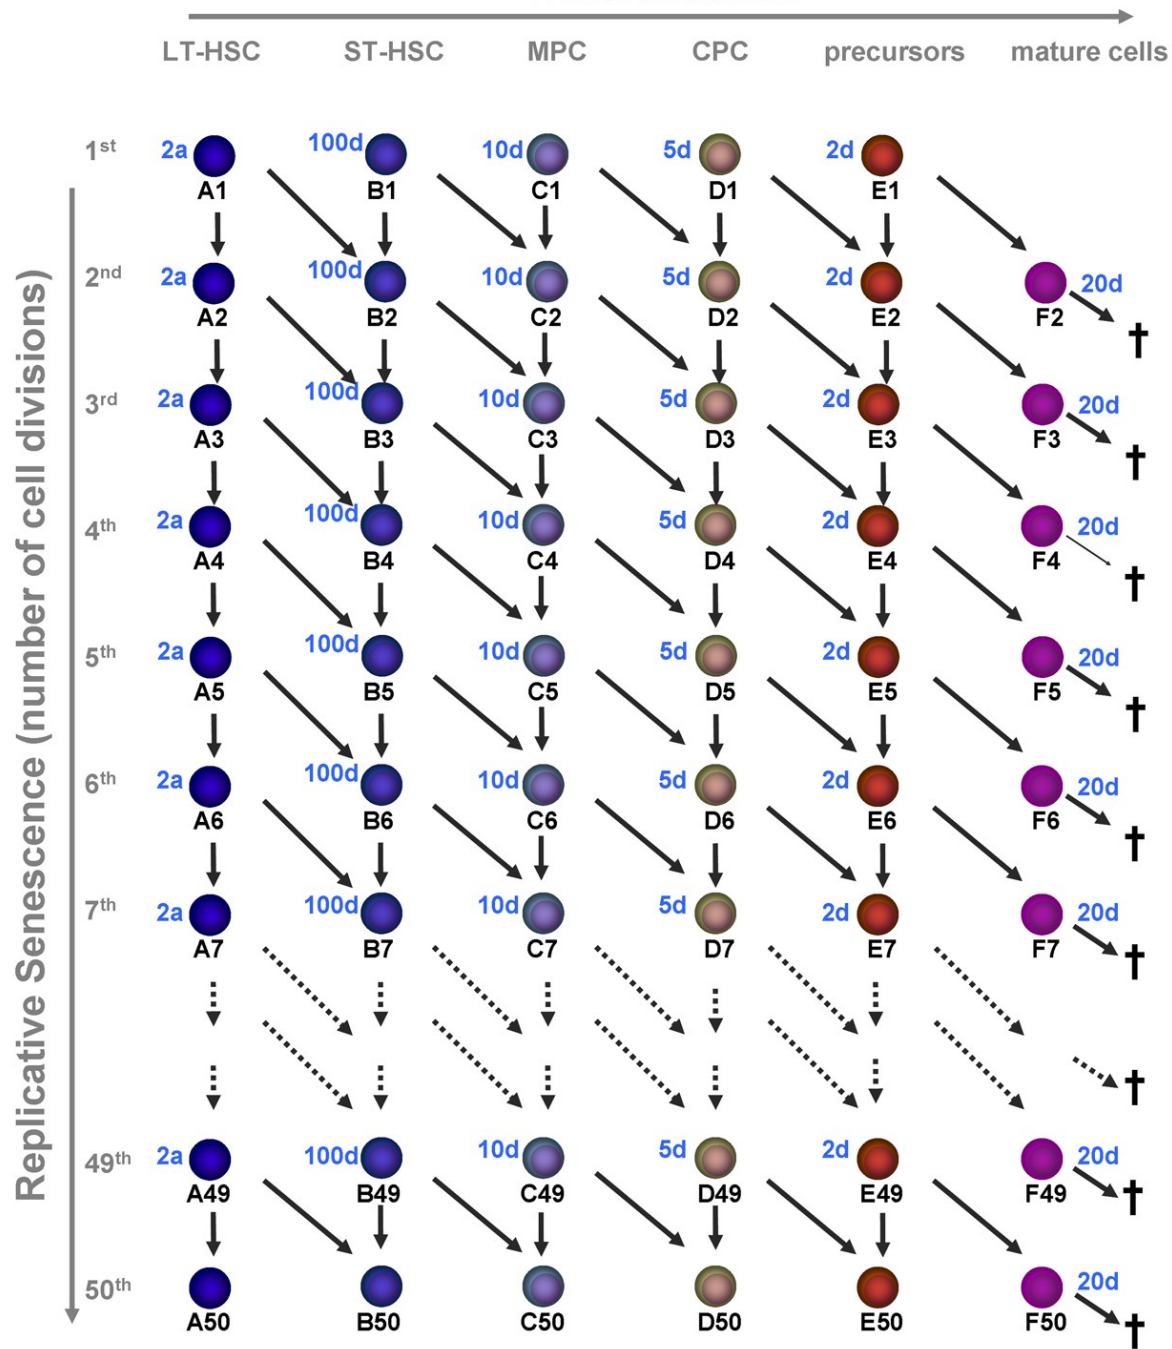 LT-HSC ST-HSC MPC CPC precursors mature cells
Replicative Senescence (number of cell divisions)
1st 2a 100d 10d 5d 2d
A1 B1 C1 D1 E1
2nd 2a 100d 10d 5d 2d 20d
A2 B2 C2 D2 E2 F2
3rd 2a 100d 10d 5d 2d 20d
A3 B3 C3 D3 E3 F3
4th 2a 100d 10d 5d 2d 20d
A4 B4 C4 D4 E4 F4
5th 2a 100d 10d 5d 2d 20d
A5 B5 C5 D5 E5 F5
6th 2a 100d 10d 5d 2d 20d
A6 B6 C6 D6 E6 F6
7th 2a 100d 10d 5d 2d 20d
A7 B7 C7 D7 E7 F7
49th 2a 100d 10d 5d 2d 20d
A49 B49 C49 D49 E49 F49
50th 20d
A50 B50 C50 D50 E50 F50